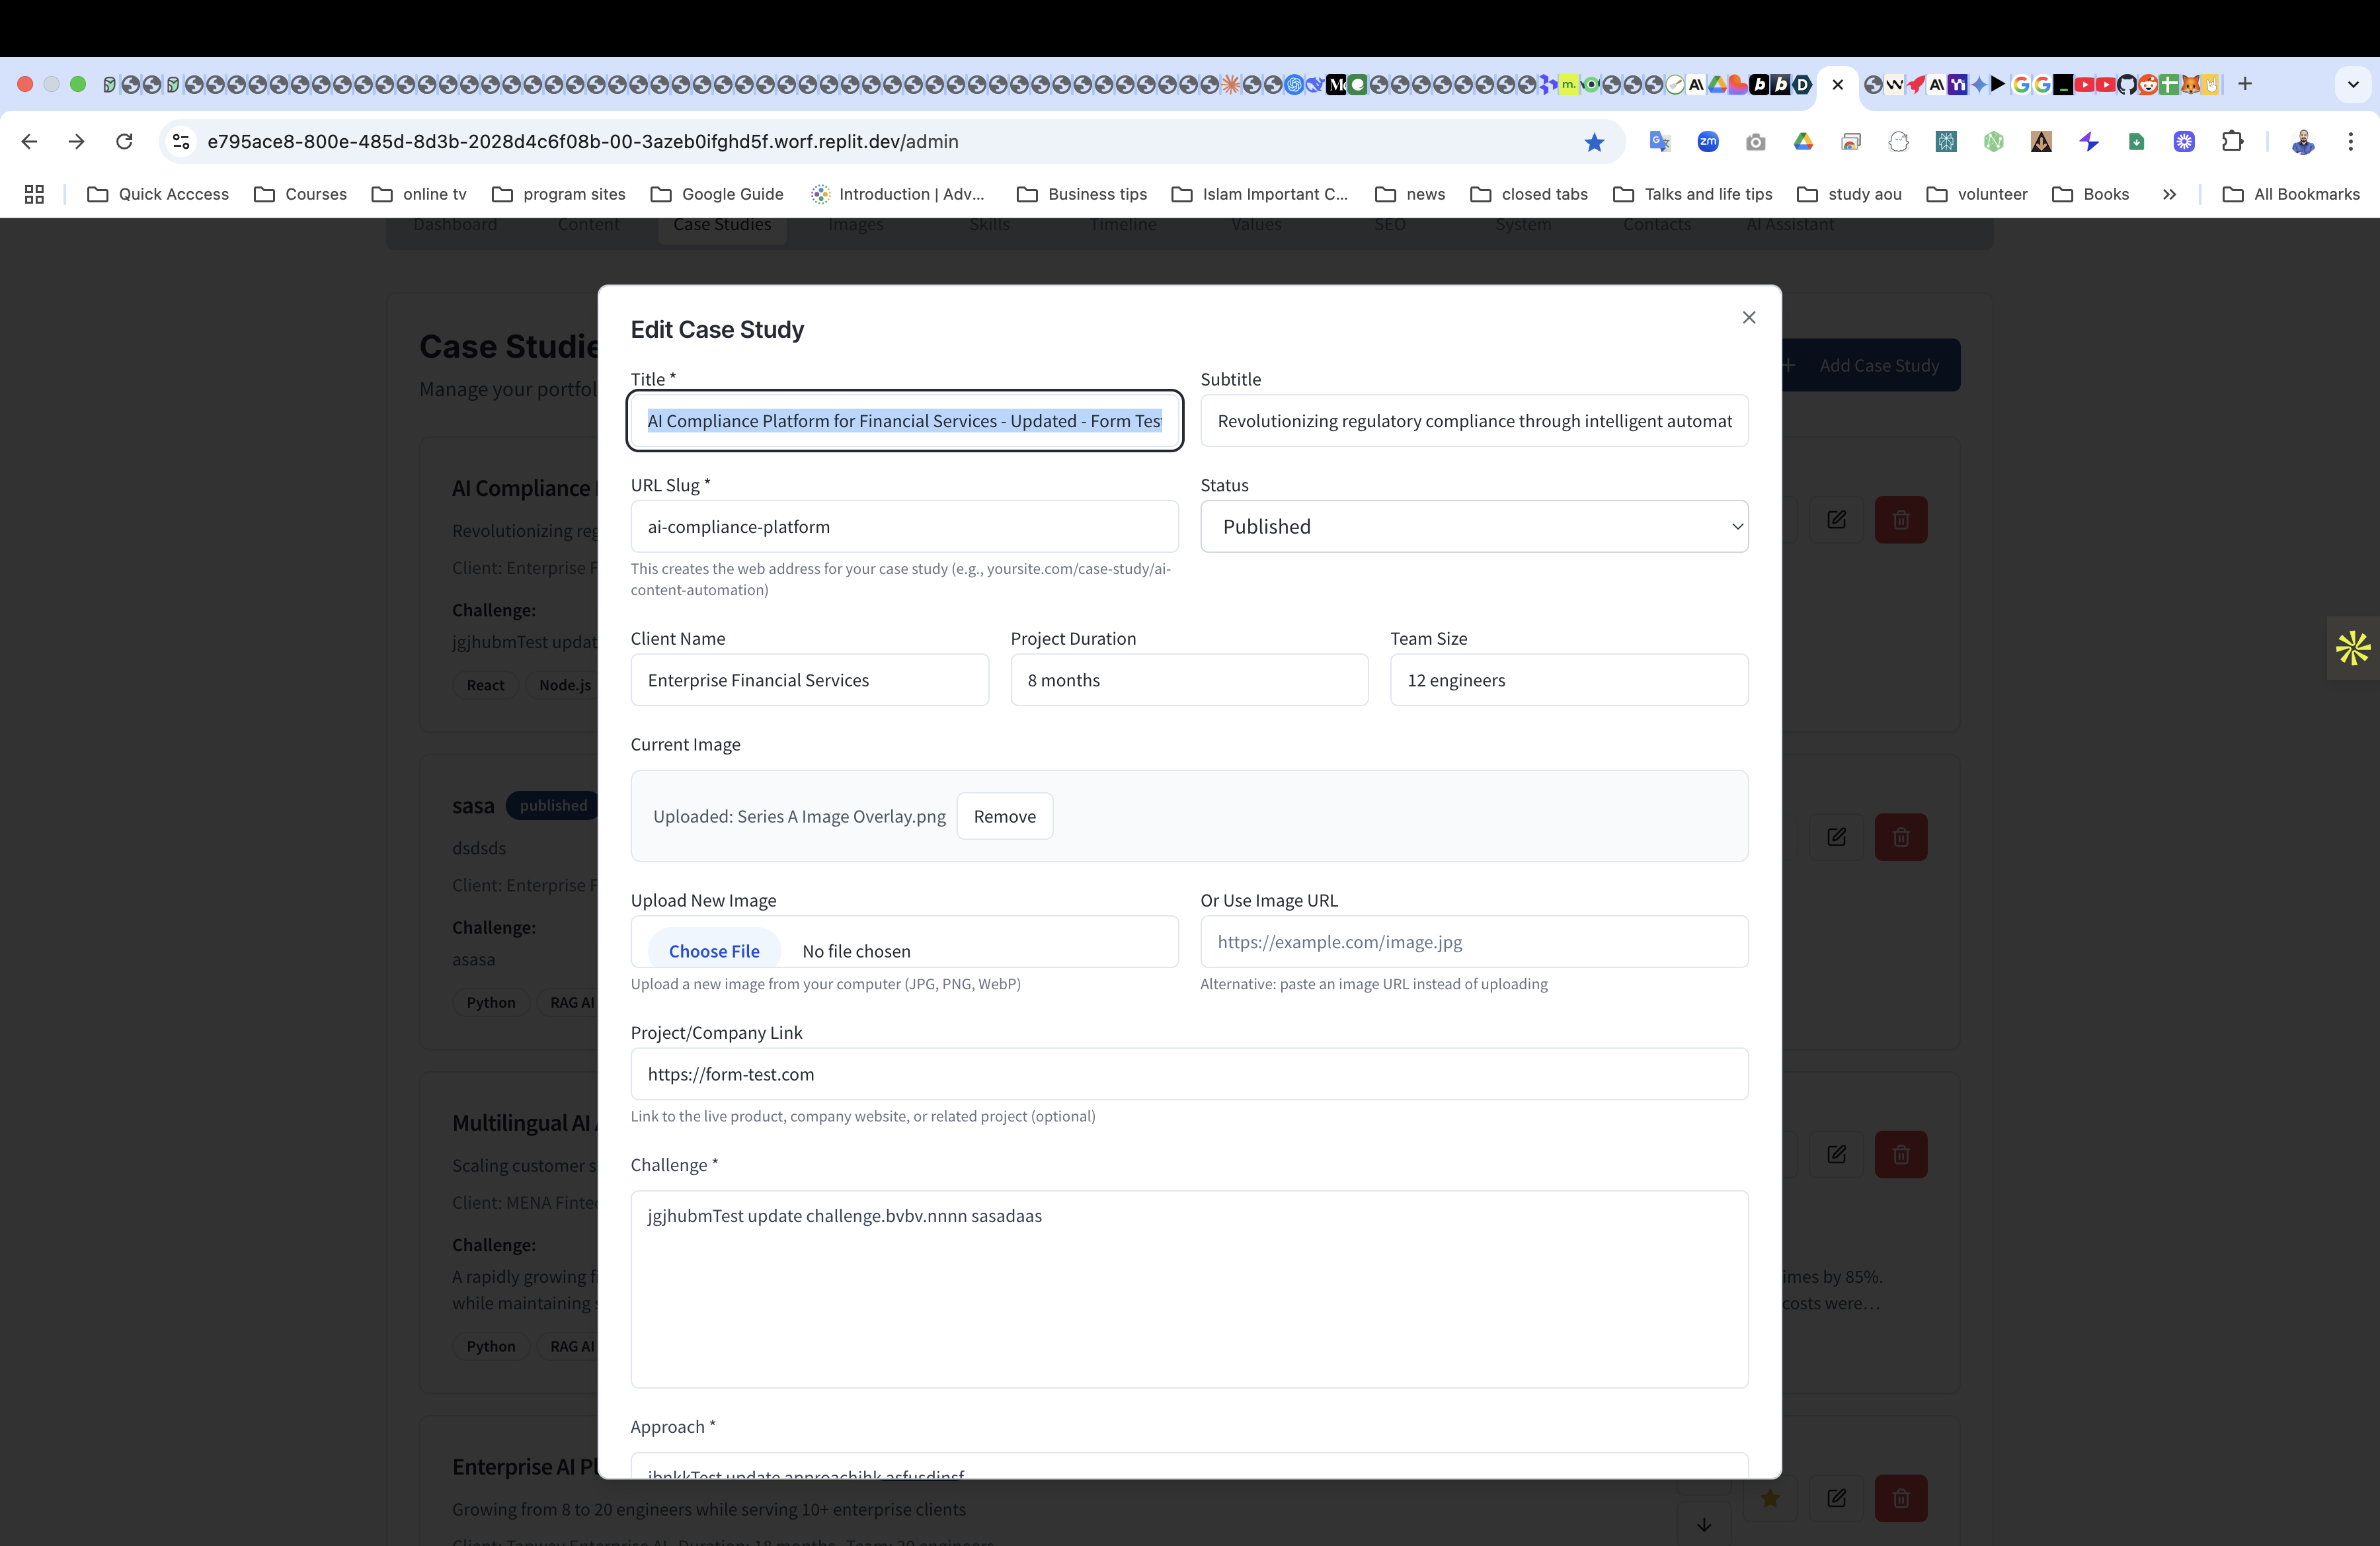 e795ace8-800e-485d-8d3b-2028d4c6f08b-00-3azeb0ifghd5f.worf.replit.dev/admin
Quick Acccess
Courses
online tv
program sites
Google Guide
Introduction | Adv...
Business tips
Islam Important C...
news
closed tabs
Talks and life tips
study aou
volunteer
Books
All Bookmarks
Dashboard
Content
Case Studies
Images
Skills
Timeline
Values
SEO
System
Contacts
AI Assistant
Case Studie
Manage your portfol
Add Case Study
Edit Case Study
Title *
AI Compliance Platform for Financial Services - Updated - Form Test
Subtitle
Revolutionizing regulatory compliance through intelligent automat
URL Slug *
ai-compliance-platform
This creates the web address for your case study (e.g., yoursite.com/case-study/ai-
content-automation)
Status
Published
Client Name
Enterprise Financial Services
Project Duration
8 months
Team Size
12 engineers
Current Image
Uploaded: Series A Image Overlay.png
Remove
Upload New Image
Choose File
No file chosen
Upload a new image from your computer (JPG, PNG, WebP)
Or Use Image URL
https://example.com/image.jpg
Alternative: paste an image URL instead of uploading
Project/Company Link
https://form-test.com
Link to the live product, company website, or related project (optional)
Challenge *
jgjhubmTest update challenge.bvbv.nnnn sasadaas
Approach *
AI Compliance
Revolutionizing reg
Client: Enterprise F
Challenge:
jgjhubmTest updat
React
Node.js
sasa
published
dsdsds
Client: Enterprise F
Challenge:
asasa
Python
RAG AI
Multilingual AI
Scaling customer s
Client: MENA Fintec
Challenge:
A rapidly growing f
imes by 85%.
while maintaining s
costs were...
Python
RAG AI
Enterprise AI Pl
Growing from 8 to 20 engineers while serving 10+ enterprise clients